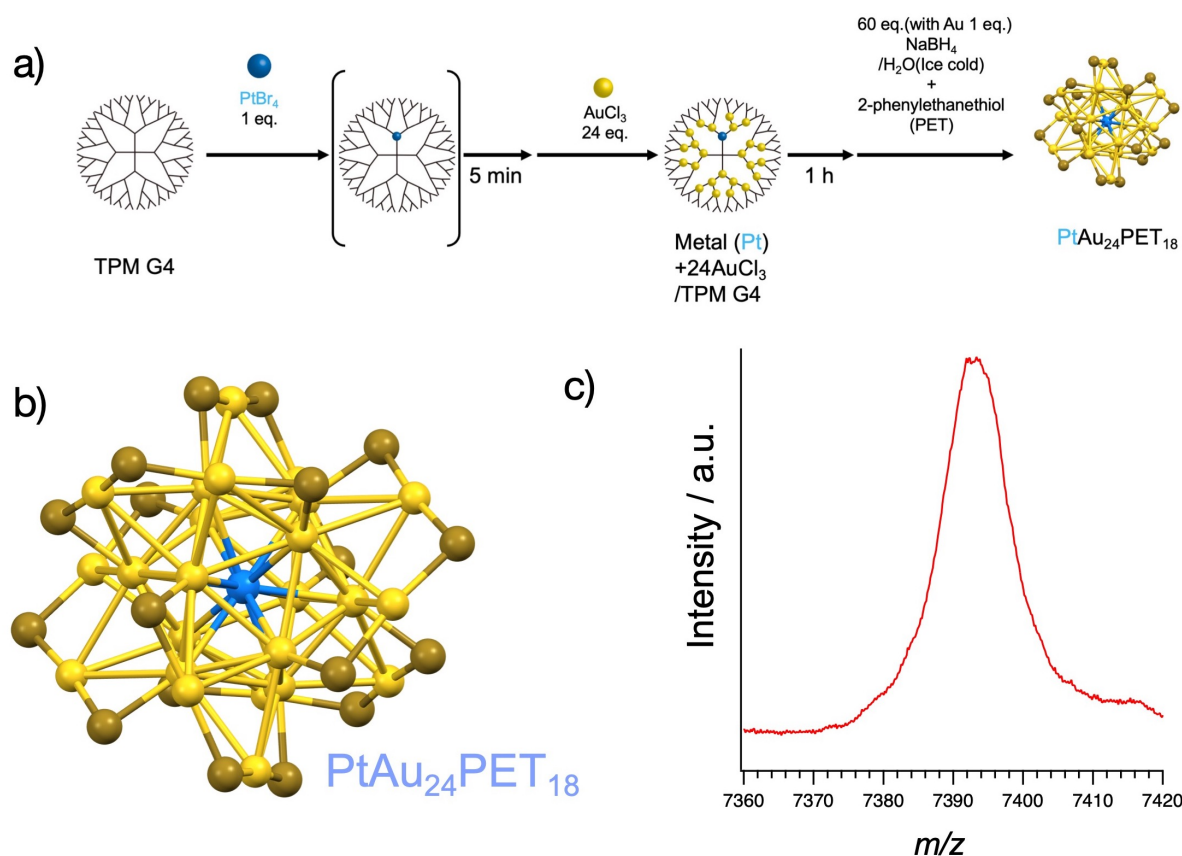 a)
PtBr₄
1 eq.
TPM G4
5 min
AuCl₃
24 eq.
Metal (Pt)
+24AuCl₃
/TPM G4
1 h
60 eq.(with Au 1 eq.)
NaBH₄
/H₂O(Ice cold)
+
2-phenylethanethiol
(PET)
PtAu₂₄PET₁₈
b)
PtAu₂₄PET₁₈
c)
Intensity / a.u.
7360 7370 7380 7390 7400 7410 7420
m/z